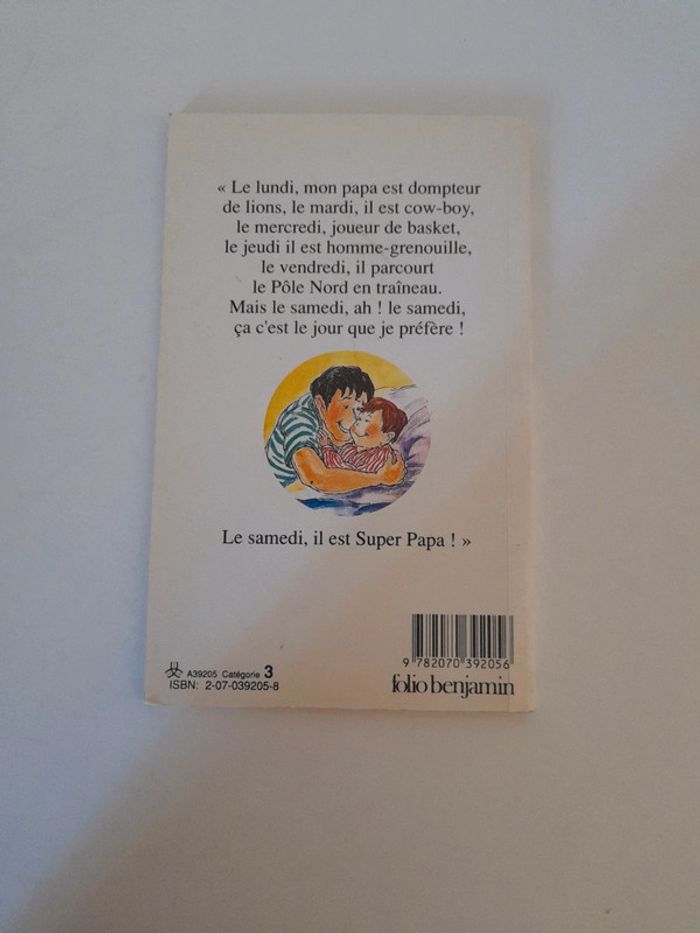 « Le lundi, mon papa est dompteur
de lions, le mardi, il est cow-boy,
le mercredi, joueur de basket,
le jeudi il est homme-grenouille,
le vendredi, il parcourt
le Pôle Nord en traîneau.
Mais le samedi, ah ! le samedi,
ça c'est le jour que je préfère !
Le samedi, il est Super Papa ! »
A39205 Catégorie 3
ISBN: 2-07-039205-8
9 782070 392056
folio benjamin